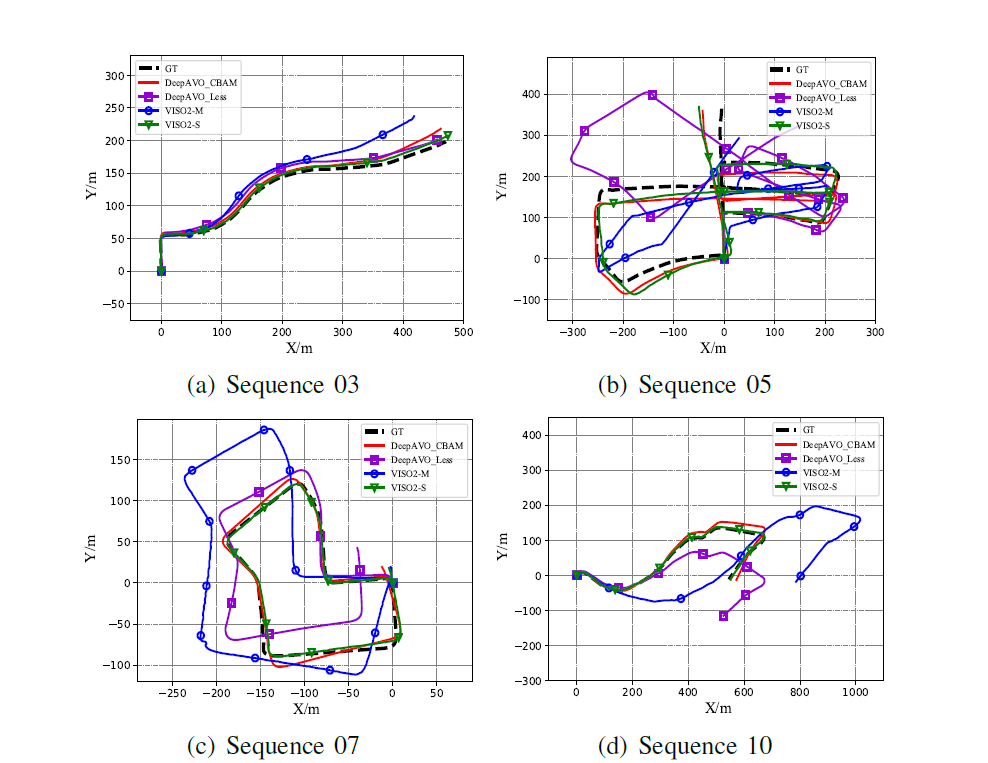 GT
DeepAVO_CBAM
DeepAVO_Less
VISO2-M
VISO2-S
300
250
200
150
100
50
0
−50
Y/m
0 100 200 300 400 500
X/m
(a) Sequence 03
GT
DeepAVO_CBAM
DeepAVO_Less
VISO2-M
VISO2-S
400
300
200
100
0
−100
Y/m
−300 −200 −100 0 100 200 300
X/m
(b) Sequence 05
GT
DeepAVO_CBAM
DeepAVO_Less
VISO2-M
VISO2-S
150
100
50
0
−50
−100
Y/m
−250 −200 −150 −100 −50 0 50
X/m
(c) Sequence 07
GT
DeepAVO_CBAM
DeepAVO_Less
VISO2-M
VISO2-S
400
300
200
100
0
−100
−200
−300
Y/m
0 200 400 600 800 1000
X/m
(d) Sequence 10